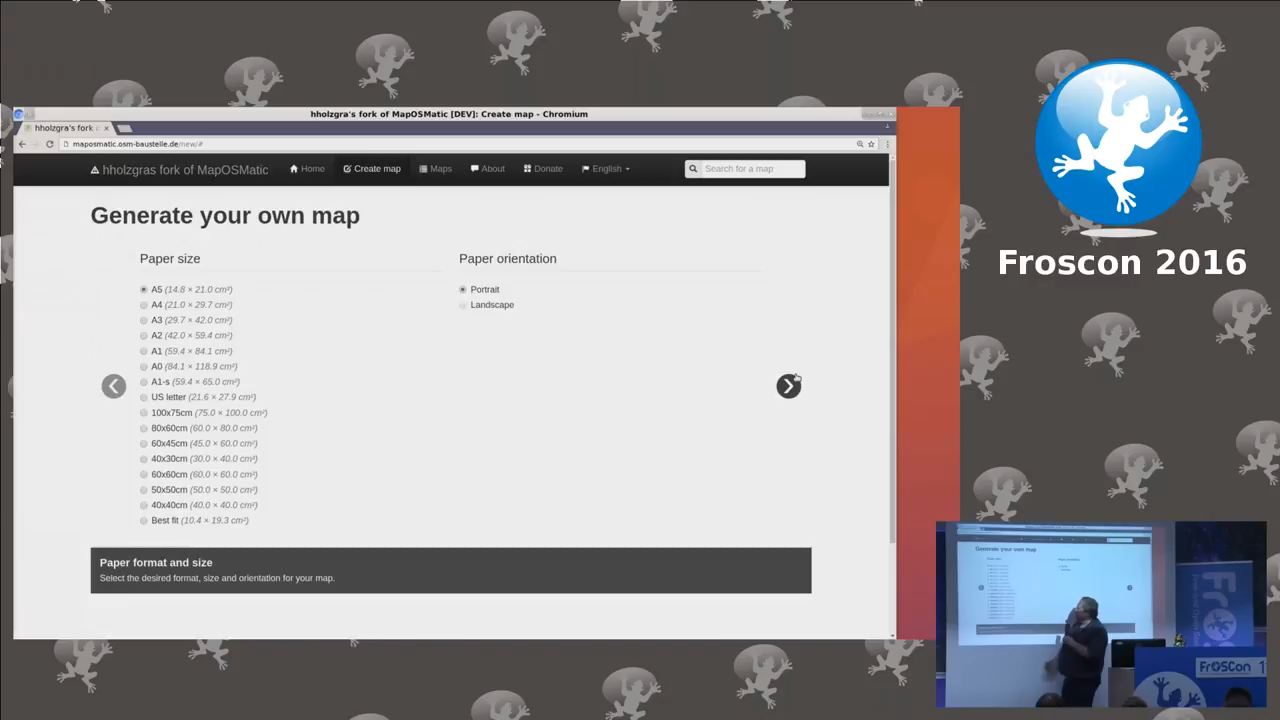 hholzgra's fork of MapOSMatic [DEV]: Create map - Chromium
hholzgra's fork
maposmatic.osm-baustelle.de/new/#
hholzgras fork of MapOSMatic
Home
Create map
Maps
About
Donate
English
Search for a map
Generate your own map
Paper size
A5 (14.8 × 21.0 cm²)
A4 (21.0 × 29.7 cm²)
A3 (29.7 × 42.0 cm²)
A2 (42.0 × 59.4 cm²)
A1 (59.4 × 84.1 cm²)
A0 (84.1 × 118.9 cm²)
A1-s (59.4 × 65.0 cm²)
US letter (21.6 × 27.9 cm²)
100x75cm (75.0 × 100.0 cm²)
80x60cm (60.0 × 80.0 cm²)
60x45cm (45.0 × 60.0 cm²)
40x30cm (30.0 × 40.0 cm²)
60x60cm (60.0 × 60.0 cm²)
50x50cm (50.0 × 50.0 cm²)
40x40cm (40.0 × 40.0 cm²)
Best fit (10.4 × 19.3 cm²)
Paper orientation
Portrait
Landscape
Paper format and size
Select the desired format, size and orientation for your map.
Froscon 2016
Generate your own map
FrOSCon 1